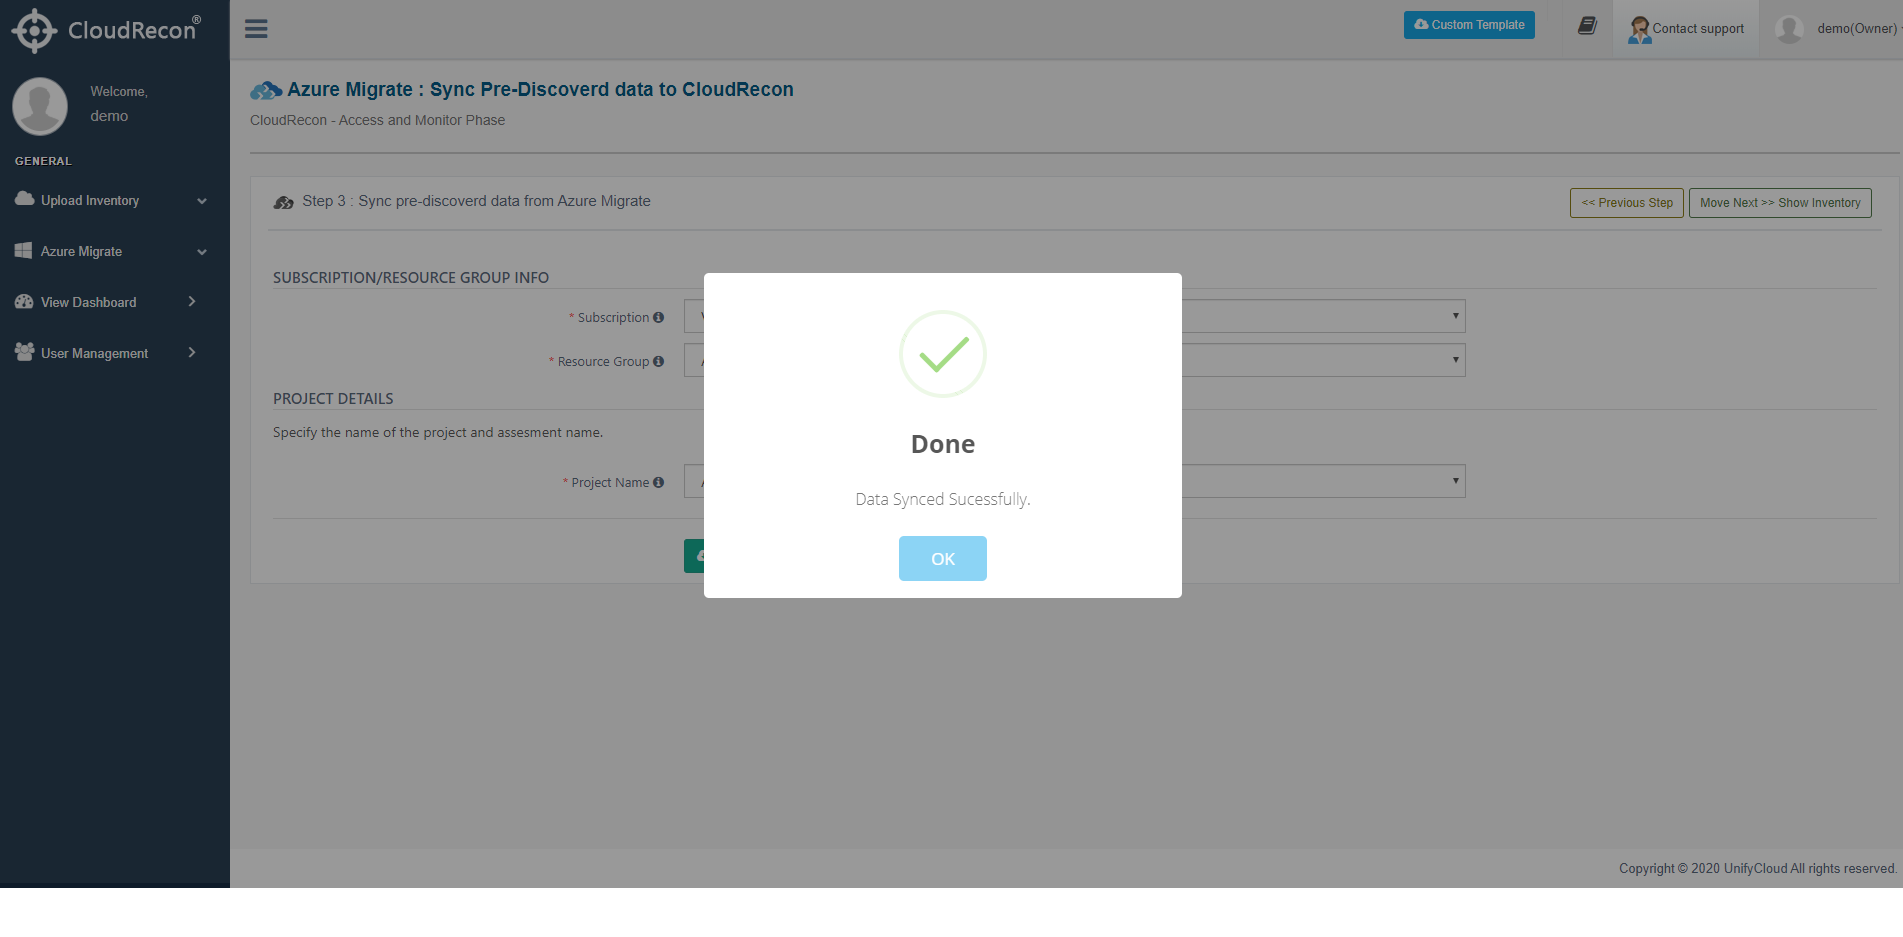 CloudRecon®
Custom Template
Contact support
demo(Owner)
Welcome,
demo
GENERAL
Upload Inventory
Azure Migrate
View Dashboard
User Management
Azure Migrate : Sync Pre-Discoverd data to CloudRecon
CloudRecon - Access and Monitor Phase
Step 3 : Sync pre-discoverd data from Azure Migrate
<< Previous Step
Move Next >> Show Inventory
SUBSCRIPTION/RESOURCE GROUP INFO
* Subscription
* Resource Group
PROJECT DETAILS
Specify the name of the project and assesment name.
* Project Name
Done
Data Synced Sucessfully.
OK
Copyright © 2020 UnifyCloud All rights reserved.